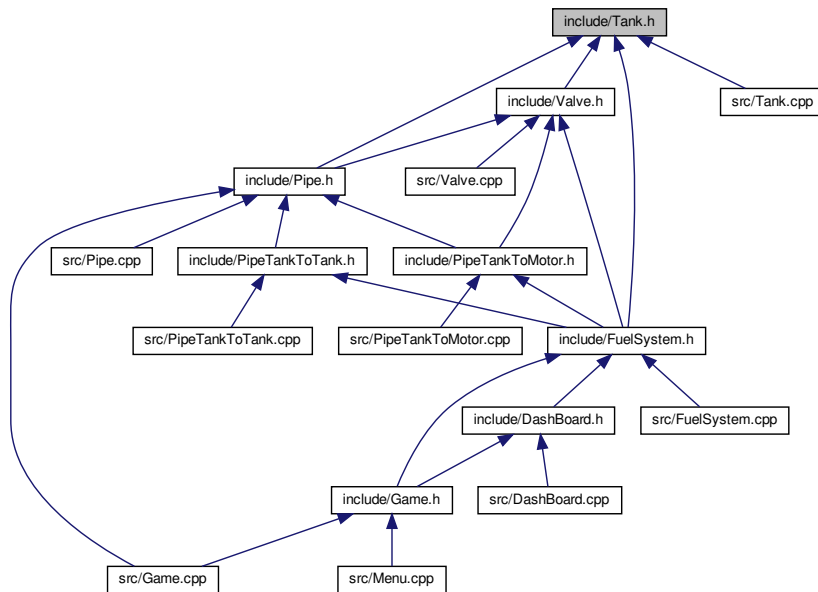 include/Tank.h
include/Valve.h
src/Tank.cpp
include/Pipe.h
src/Valve.cpp
src/Pipe.cpp
include/PipeTankToTank.h
include/PipeTankToMotor.h
src/PipeTankToTank.cpp
src/PipeTankToMotor.cpp
include/FuelSystem.h
include/DashBoard.h
src/FuelSystem.cpp
include/Game.h
src/DashBoard.cpp
src/Game.cpp
src/Menu.cpp